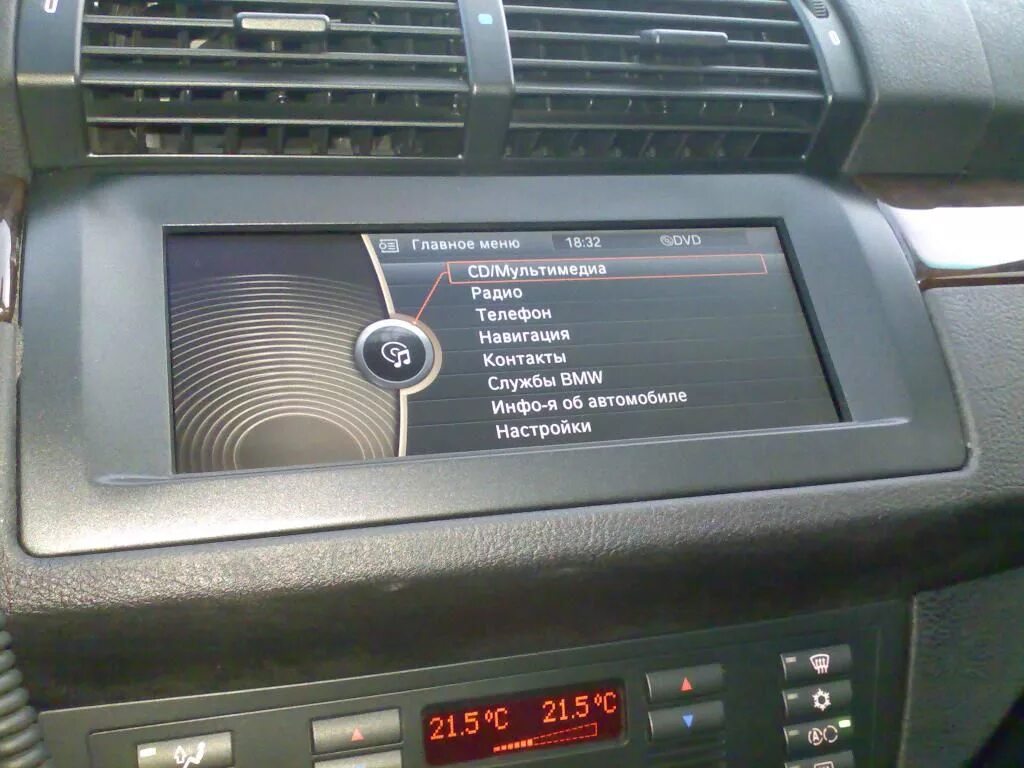 Главное меню 18:32 DVD
CD/Мультимедиа
Радио
Телефон
Навигация
Контакты
Службы BMW
Инфо-я об автомобиле
Настройки
21.5°C 21.5°C
A